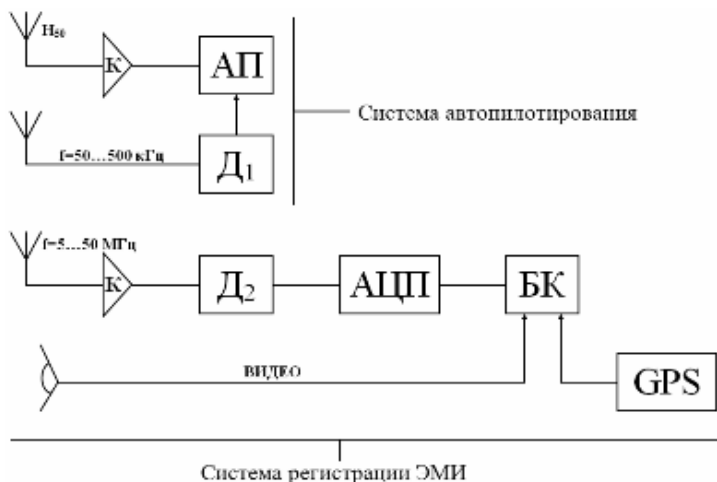 H₅₀
К
АП
Система автопилотирования
f=50...500 кГц
Д₁
f=5...50 МГц
К
Д₂
АЦП
БК
ВИДЕО
GPS
Система регистрации ЭМИ